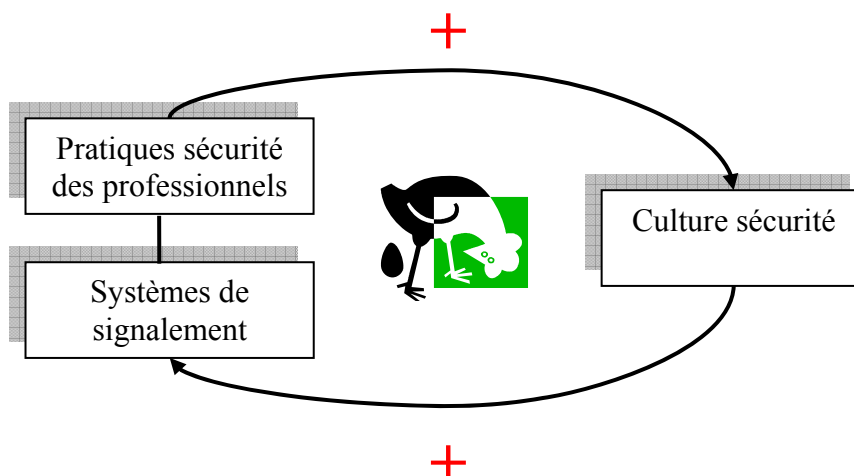 +
Pratiques sécurité
des professionnels
Culture sécurité
Systèmes de
signalement
+